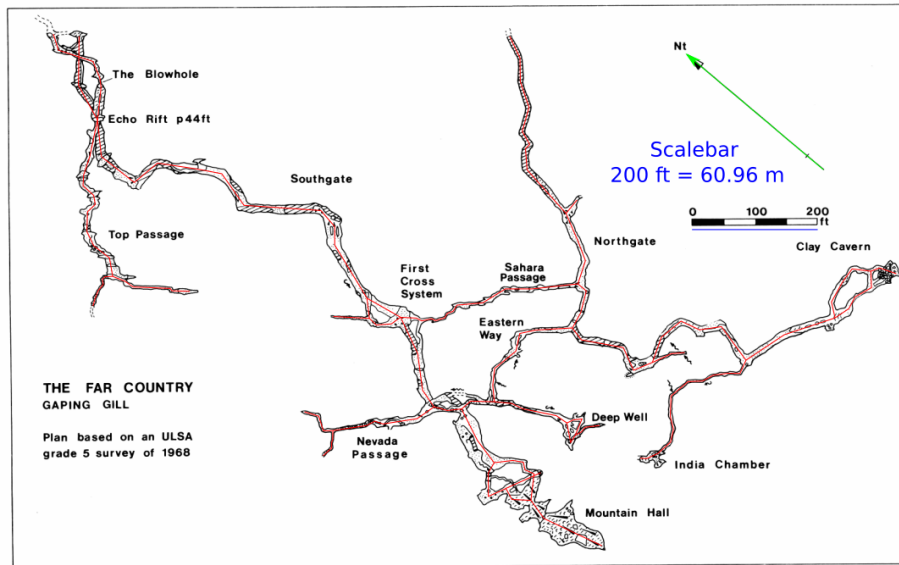 Nt
The Blowhole
Echo Rift p44ft
Scalebar
200 ft = 60.96 m
Southgate
0 100 200
ft
Top Passage
Northgate
Clay Cavern
First
Cross
System
Sahara
Passage
Eastern
Way
THE FAR COUNTRY
GAPING GILL
Plan based on an ULSA
grade 5 survey of 1968
Nevada
Passage
Deep Well
India Chamber
Mountain Hall